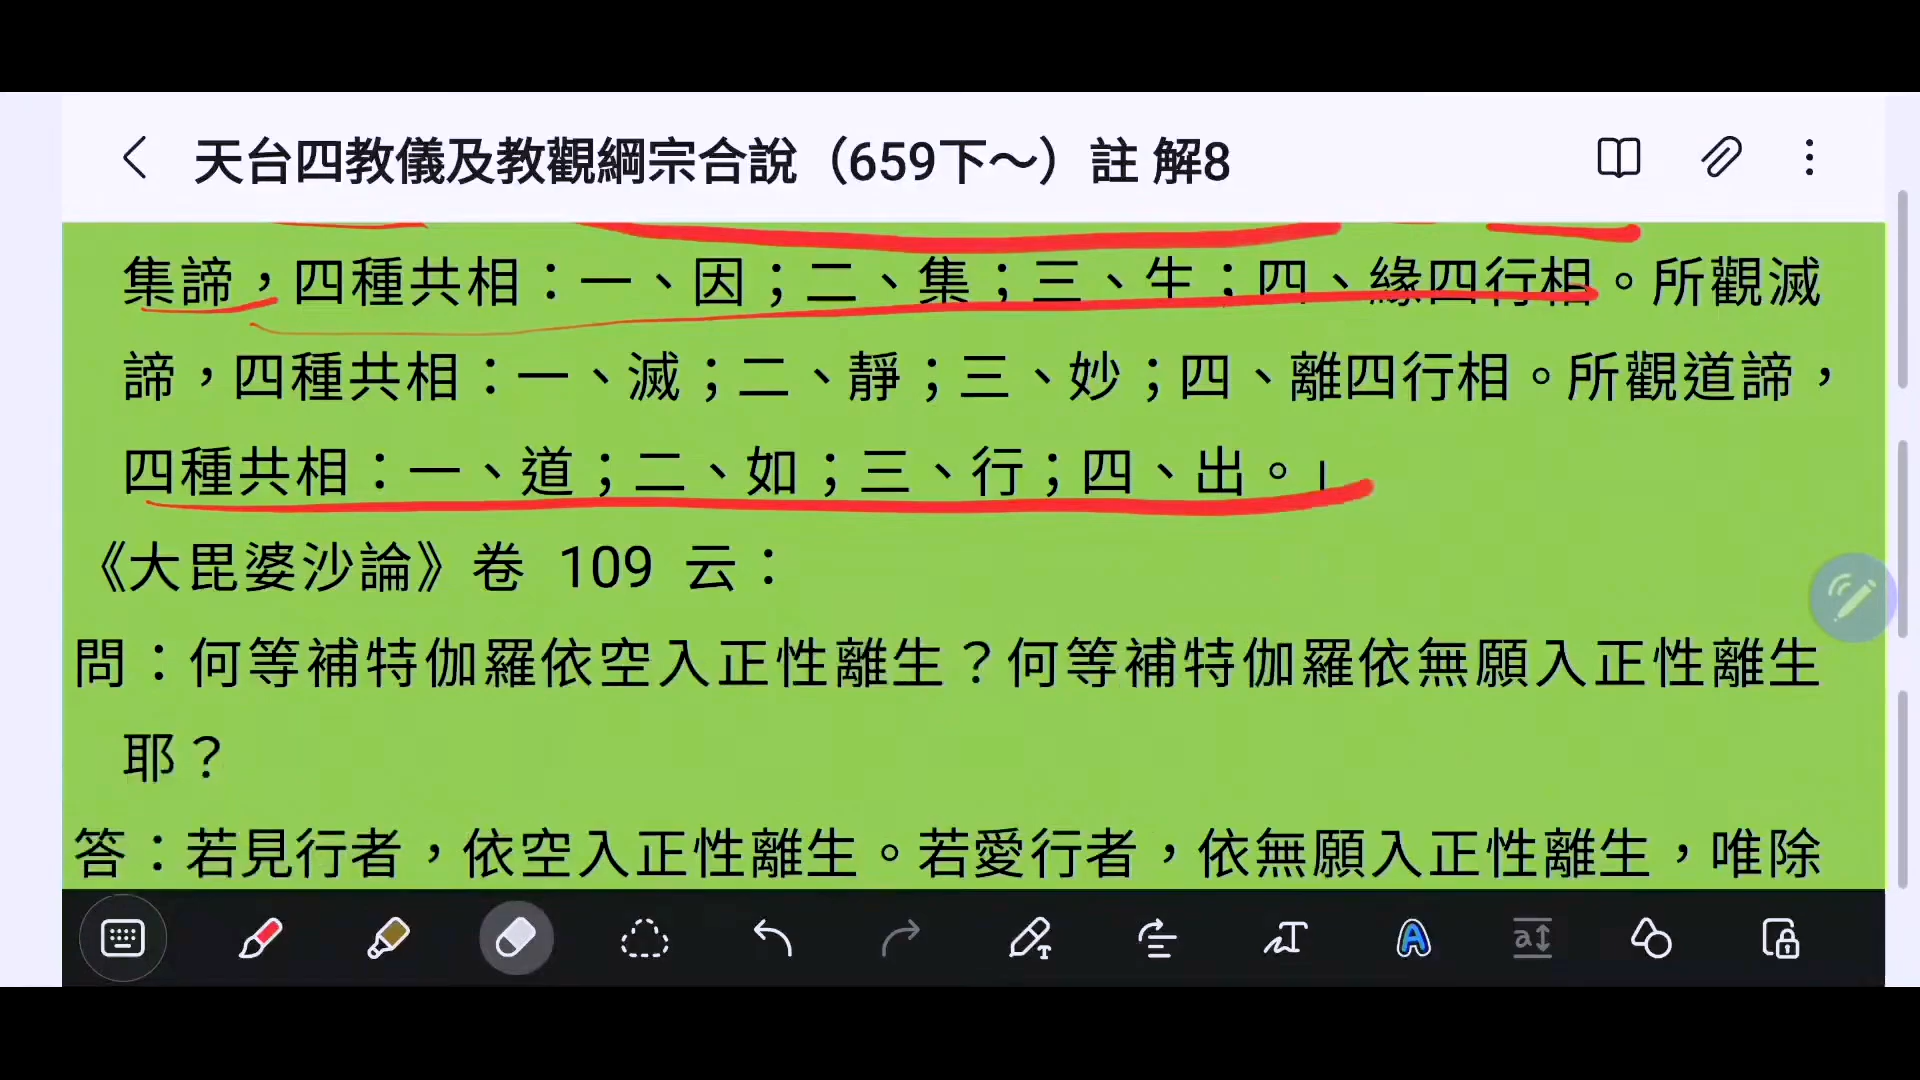 天台四教儀及教觀綱宗合說（659下～）註 解8
集諦，四種共相：一、因；二、集；三、生；四、緣四行相。所觀滅
諦，四種共相：一、滅；二、靜；三、妙；四、離四行相。所觀道諦，
四種共相：一、道；二、如；三、行；四、出。」
《大毘婆沙論》卷 109 云：
問：何等補特伽羅依空入正性離生？何等補特伽羅依無願入正性離生
耶？
答：若見行者，依空入正性離生。若愛行者，依無願入正性離生，唯除